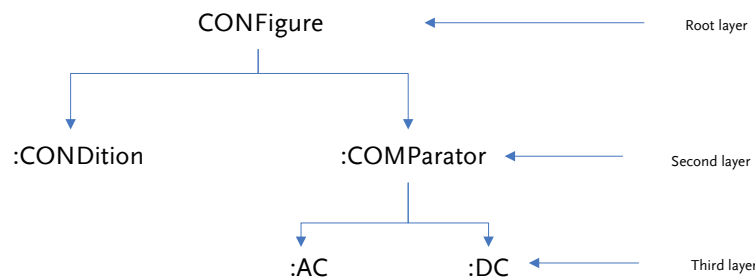 CONFigure
Root layer
:CONDition
:COMParator
Second layer
:AC
:DC
Third layer